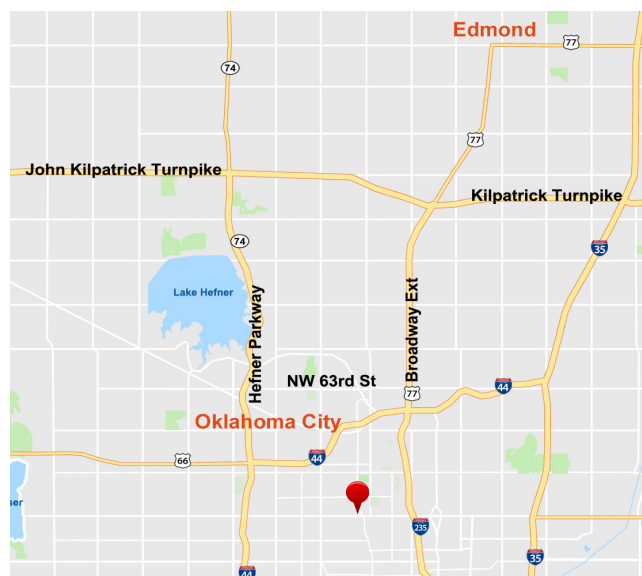 Edmond
77
74
77
John Kilpatrick Turnpike
Kilpatrick Turnpike
74
35
Lake Hefner
Hefner Parkway
Broadway Ext
NW 63rd St
44
77
Oklahoma City
44
66
ser
235
35
44